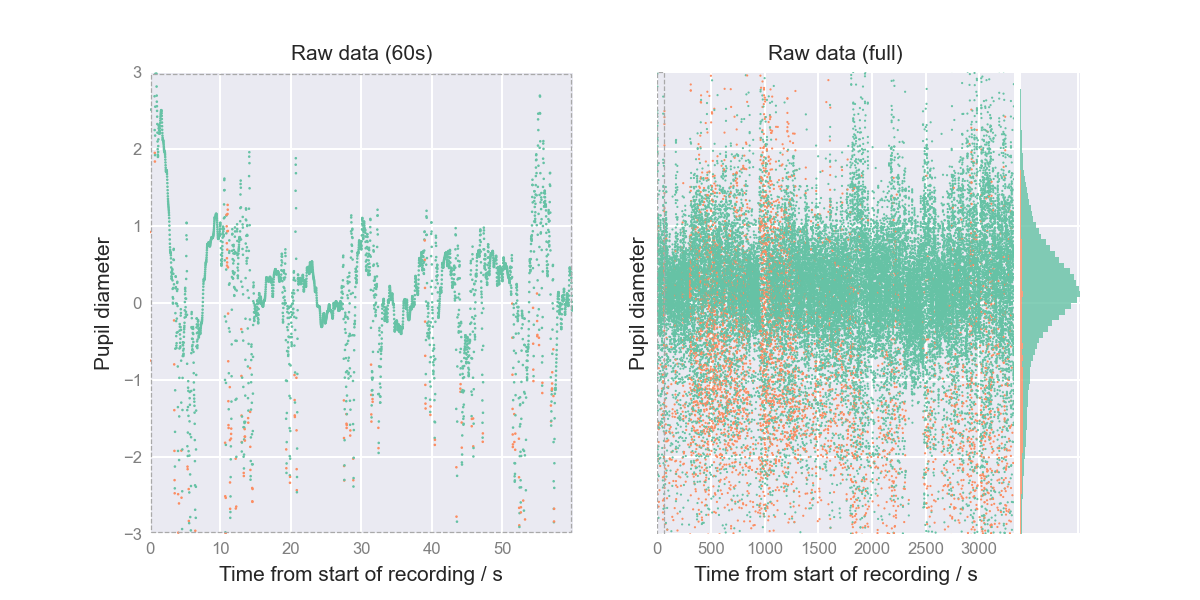 Raw data (60s)
Pupil diameter
3
2
1
0
−1
−2
−3
0 10 20 30 40 50
Time from start of recording / s
Raw data (full)
Pupil diameter
0 500 1000 1500 2000 2500 3000
Time from start of recording / s